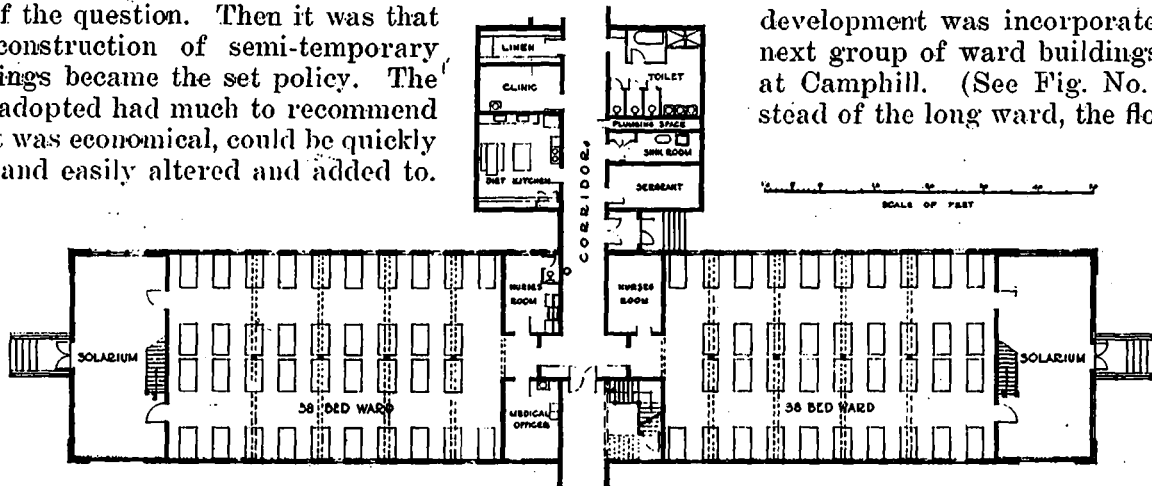 f the question. Then it was that
construction of semi-temporary
ings became the set policy. The
adopted had much to recommend
t was economical, could be quickly
and easily altered and added to.
development was incorporate
next group of ward buildings
at Camphill. (See Fig. No.
stead of the long ward, the flo
LINEN
CLINIC
DIET KITCHEN
TOILET
PLUMBING SPACE
SINK ROOM
SERGEANT
CORRIDOR
SCALE OF FEET
NURSES
ROOM
NURSES
ROOM
SOLARIUM
SOLARIUM
38 BED WARD
38 BED WARD
MEDICAL
OFFICER